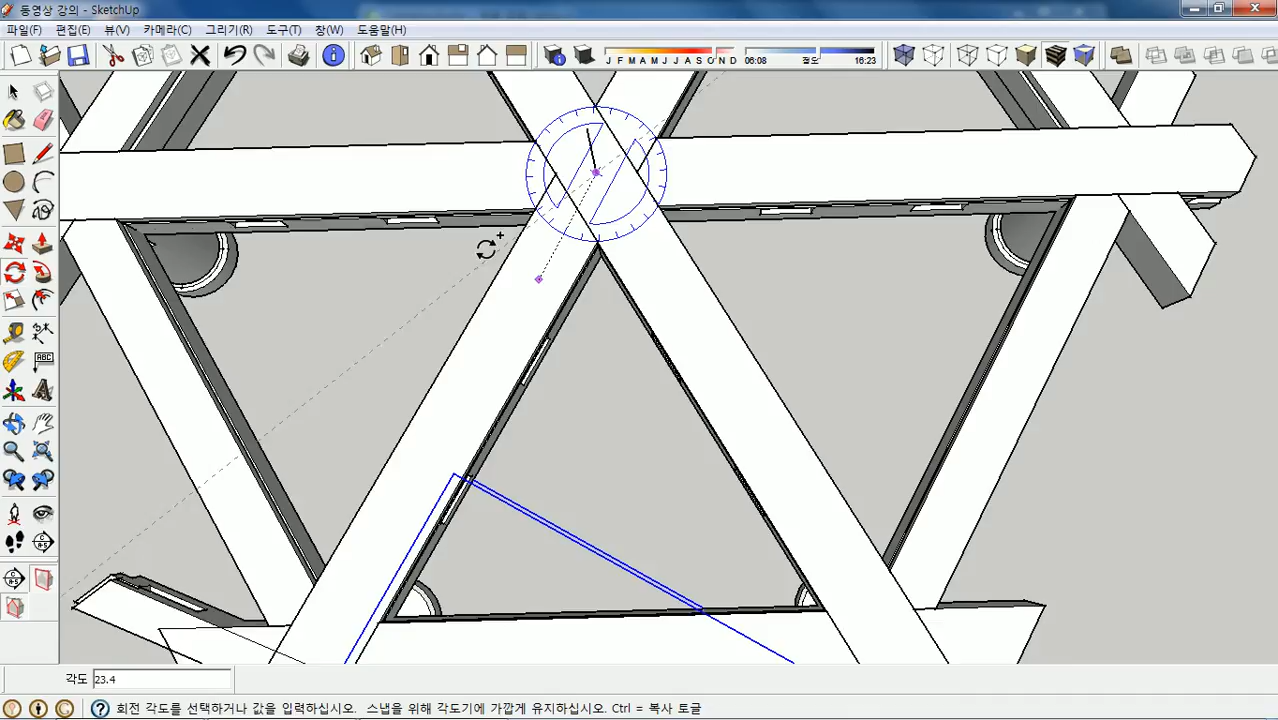 동영상 강의 - SketchUp
파일(F) 편집(E) 뷰(V) 카메라(C) 그리기(R) 도구(T) 창(W) 도움말(H)
J F M A M J J A S O N D 06:08 정오 16:23
ABC
각도 23.4
회전 각도를 선택하거나 값을 입력하십시오. 스냅을 위해 각도기에 가깝게 유지하십시오. Ctrl = 복사 토글